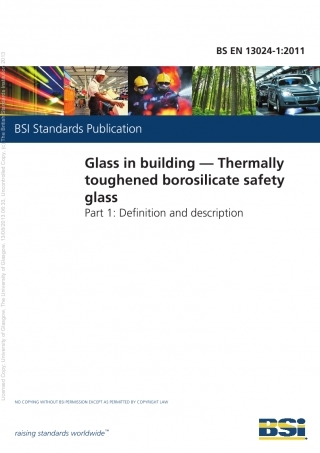 BS EN 13024-1:2011
BSI Standards Publication
Glass in building — Thermally
toughened borosilicate safety
glass
Part 1: Definition and description
NO COPYING WITHOUT BSI PERMISSION EXCEPT AS PERMITTED BY COPYRIGHT LAW
raising standards worldwide™
BSi